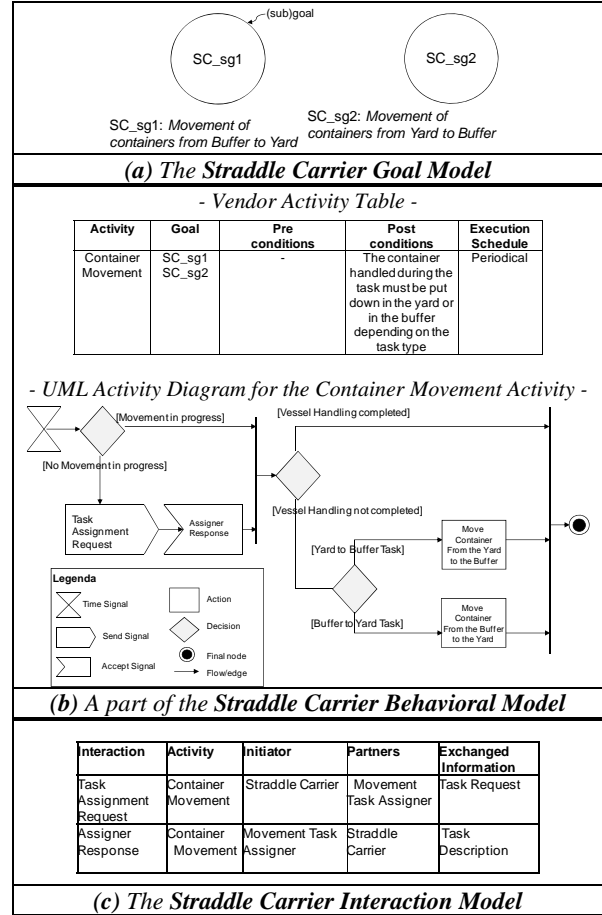 (sub)goal
SC_sg1
SC_sg2
SC_sg1: Movement of
containers from Buffer to Yard
SC_sg2: Movement of
containers from Yard to Buffer
(a) The Straddle Carrier Goal Model
- Vendor Activity Table -
Activity Goal Pre conditions Post conditions Execution Schedule
Container Movement
SC_sg1
SC_sg2
-
The container
handled during the
task must be put
down in the yard or
in the buffer
depending on the
task type
Periodical
- UML Activity Diagram for the Container Movement Activity -
[Movement in progress]
[Vessel Handling completed]
[No Movement in progress]
[Vessel Handling not completed]
Task
Assignment
Request
Assigner
Response
[Yard to Buffer Task]
Move
Container
From the Yard
to the Buffer
[Buffer to Yard Task]
Move
Container
From the Buffer
to the Yard
Legenda
Time Signal
Send Signal
Accept Signal
Action
Decision
Final node
Flow/edge
(b) A part of the Straddle Carrier Behavioral Model
Interaction Activity Initiator Partners Exchanged Information
Task
Assignment
Request
Container
Movement
Straddle Carrier
Movement
Task Assigner
Task Request
Assigner
Response
Container
Movement
Movement Task
Assigner
Straddle
Carrier
Task
Description
(c) The Straddle Carrier Interaction Model